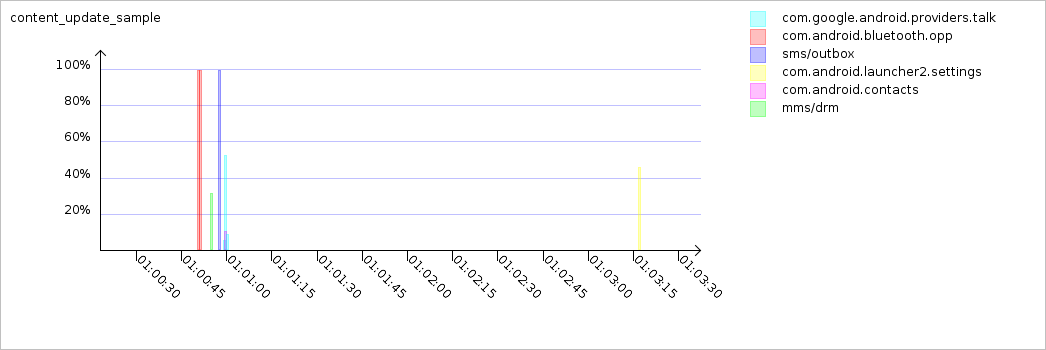 content_update_sample
com.google.android.providers.talk
com.android.bluetooth.opp
sms/outbox
com.android.launcher2.settings
com.android.contacts
mms/drm
100%
80%
60%
40%
20%
01:00:30
01:00:45
01:01:00
01:01:15
01:01:30
01:01:45
01:02:00
01:02:15
01:02:30
01:02:45
01:03:00
01:03:15
01:03:30